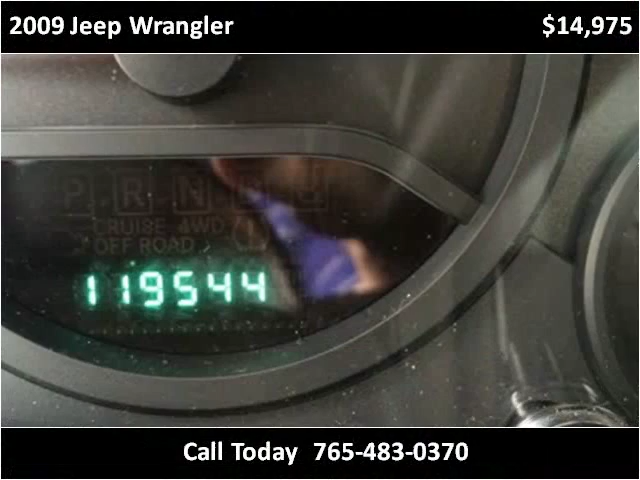 2009 Jeep Wrangler $14,975
P R N D
CRUISE 4WD
OFF ROAD
119544
Call Today 765-483-0370